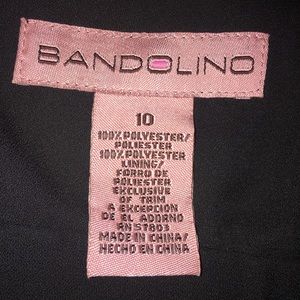 BANDOLINO
10
100% POLYESTER/
POLIESTER
100% POLYESTER
LINING/
FORRO DE
POLIESTER
EXCLUSIVE
OF TRIM
A EXCEPCION
DE EL ADORNO
RN 57803
MADE IN CHINA/
HECHO EN CHINA